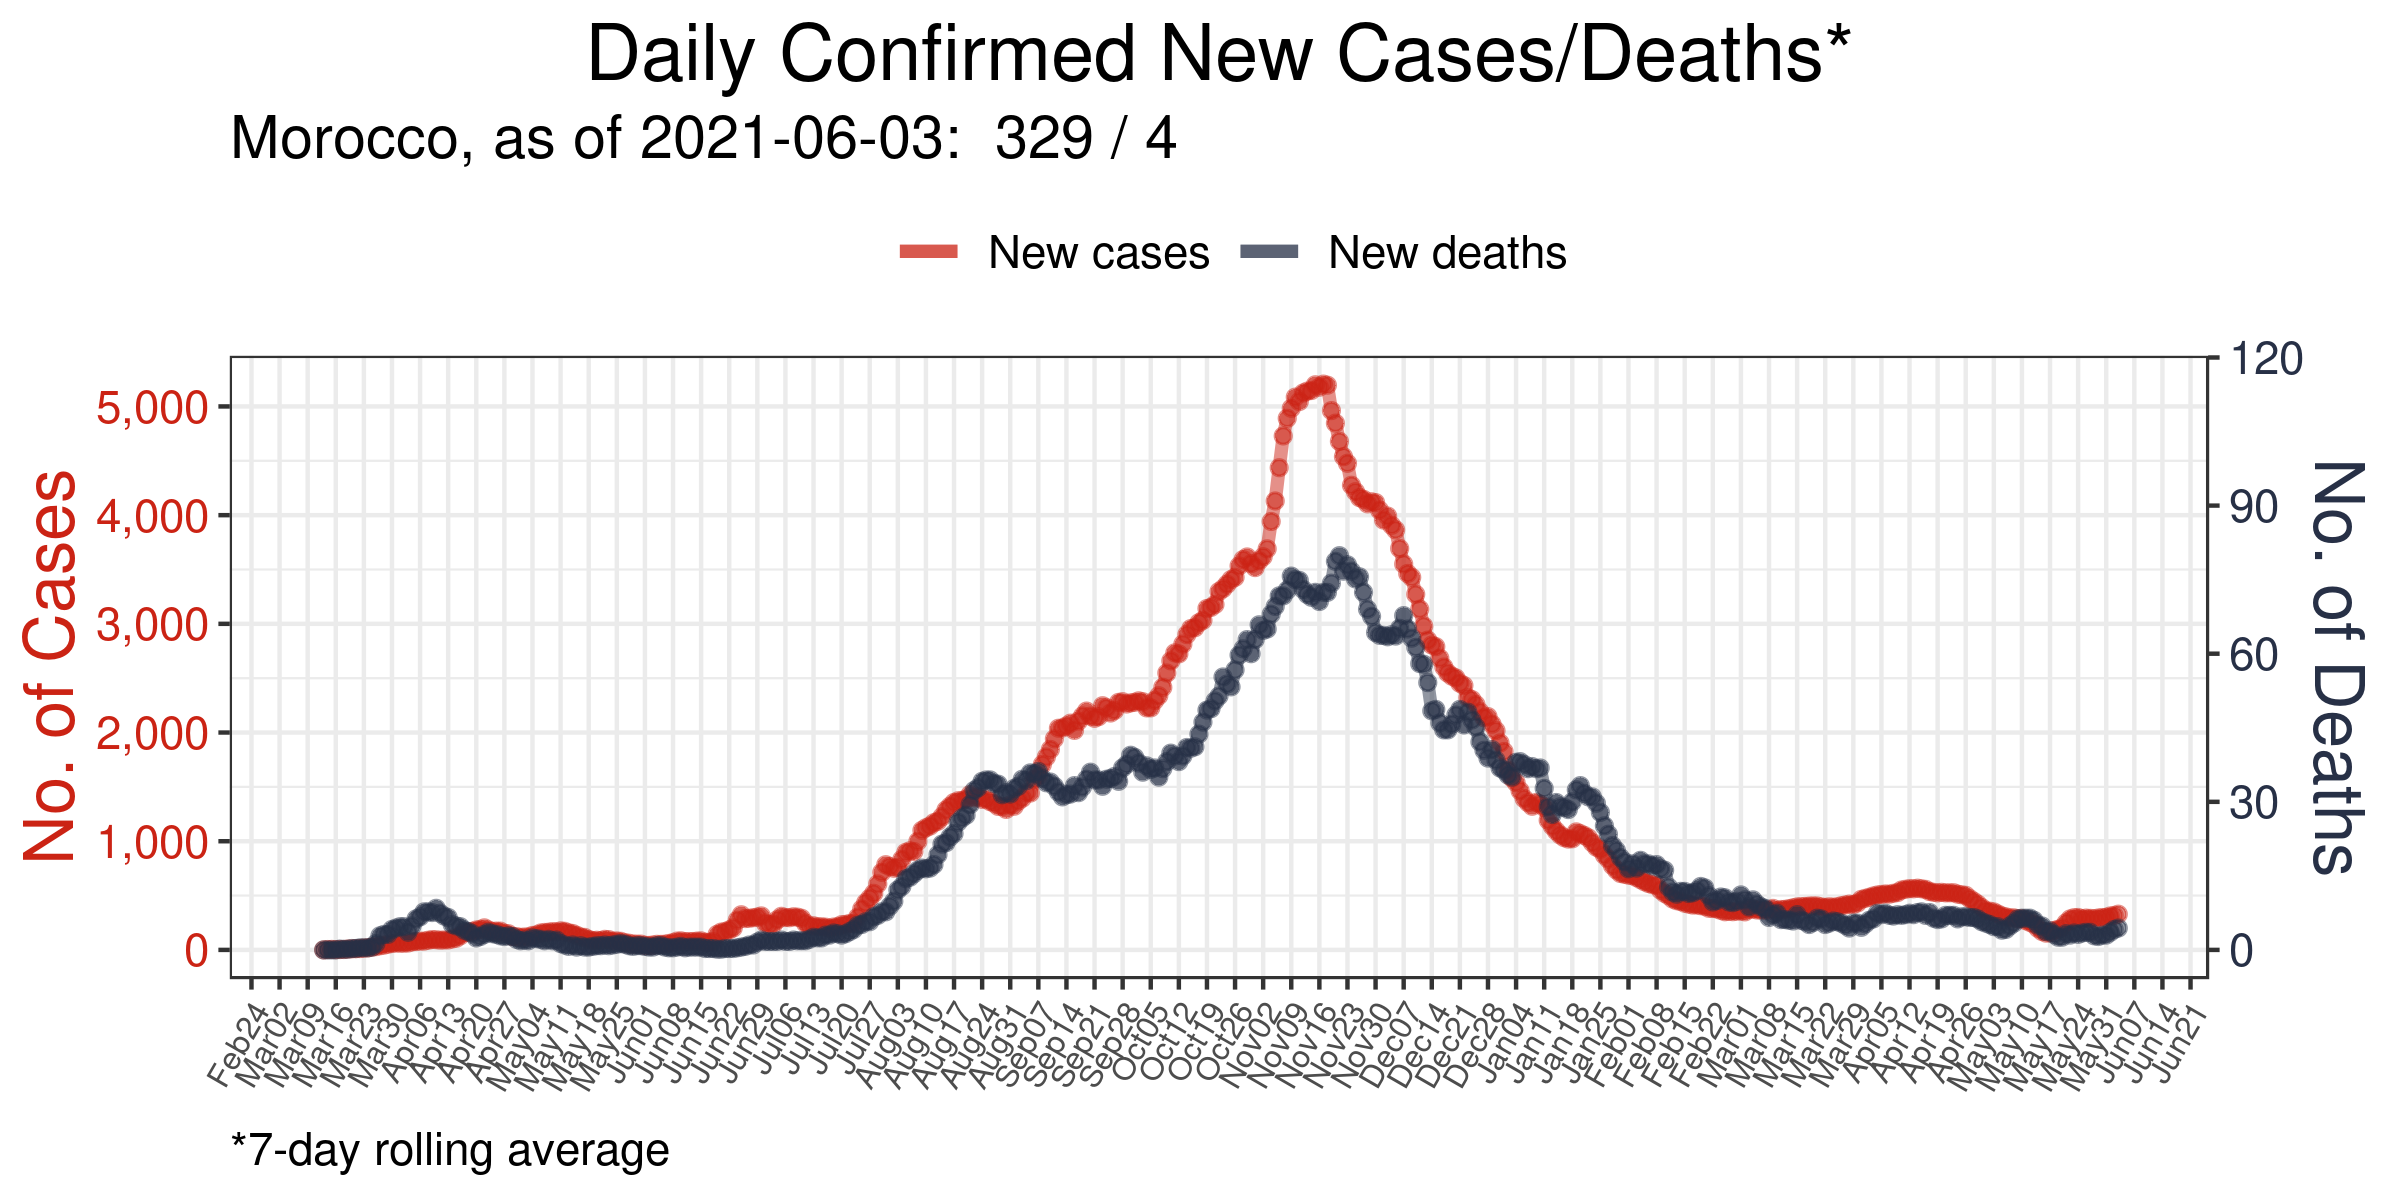 Daily Confirmed New Cases/Deaths*
Morocco, as of 2021-06-03:  329 / 4
New cases
New deaths
No. of Cases
5,000
4,000
3,000
2,000
1,000
0
120
90
60
30
0
No. of Deaths
Feb24
Mar02
Mar09
Mar16
Mar23
Mar30
Apr06
Apr13
Apr20
Apr27
May04
May11
May18
May25
Jun01
Jun08
Jun15
Jun22
Jun29
Jul06
Jul13
Jul20
Jul27
Aug03
Aug10
Aug17
Aug24
Aug31
Sep07
Sep14
Sep21
Sep28
Oct05
Oct12
Oct19
Oct26
Nov02
Nov09
Nov16
Nov23
Nov30
Dec07
Dec14
Dec21
Dec28
Jan04
Jan11
Jan18
Jan25
Feb01
Feb08
Feb15
Feb22
Mar01
Mar08
Mar15
Mar22
Mar29
Apr05
Apr12
Apr19
Apr26
May03
May10
May17
May24
May31
Jun07
Jun14
Jun21
*7-day rolling average